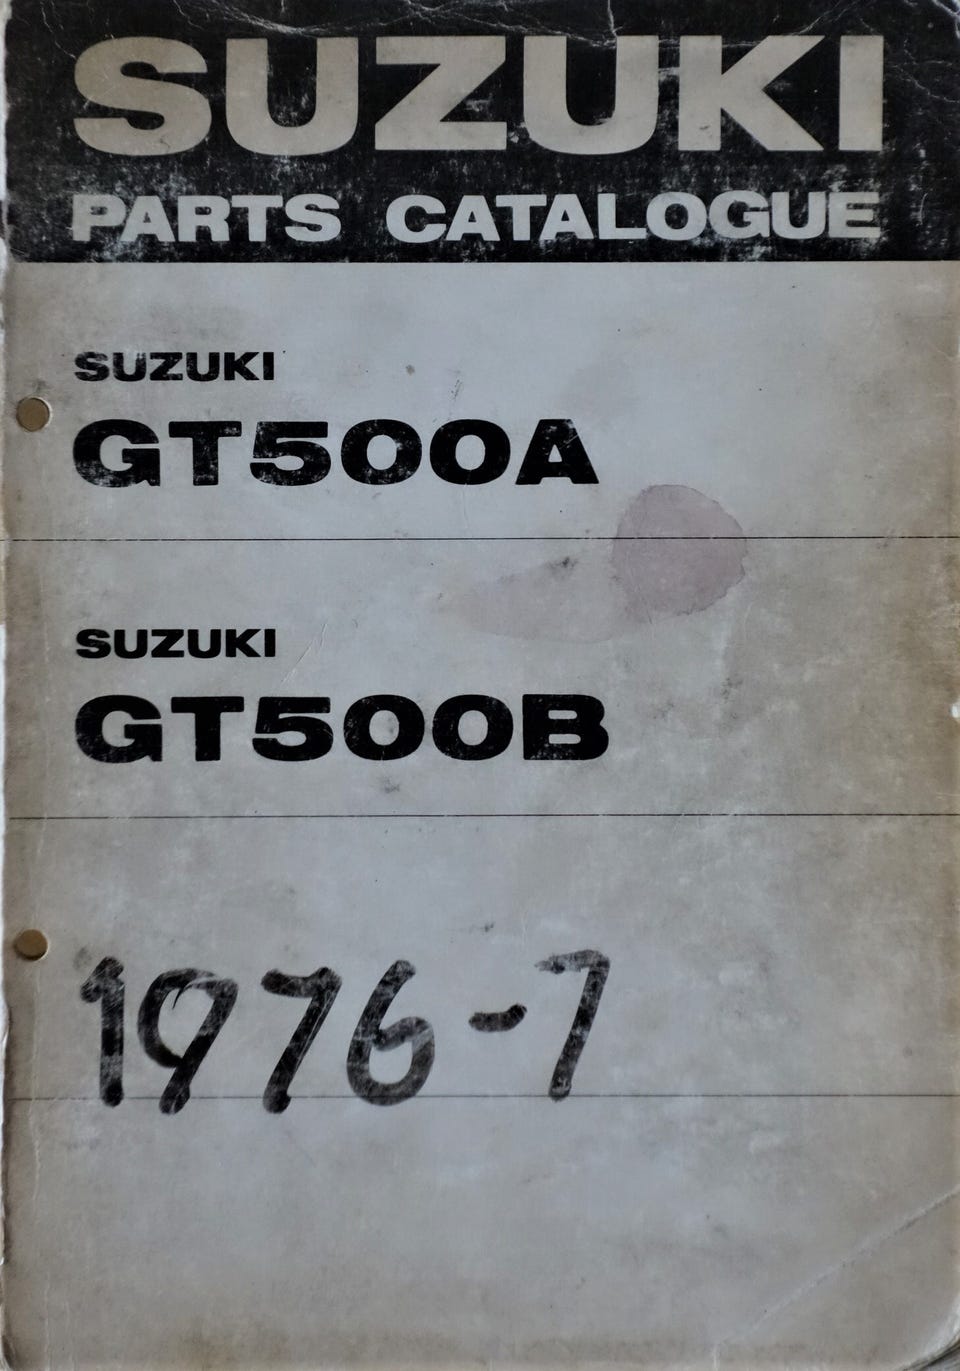 SUZUKI
PARTS CATALOGUE
SUZUKI
GT500A
SUZUKI
GT500B
1976-7